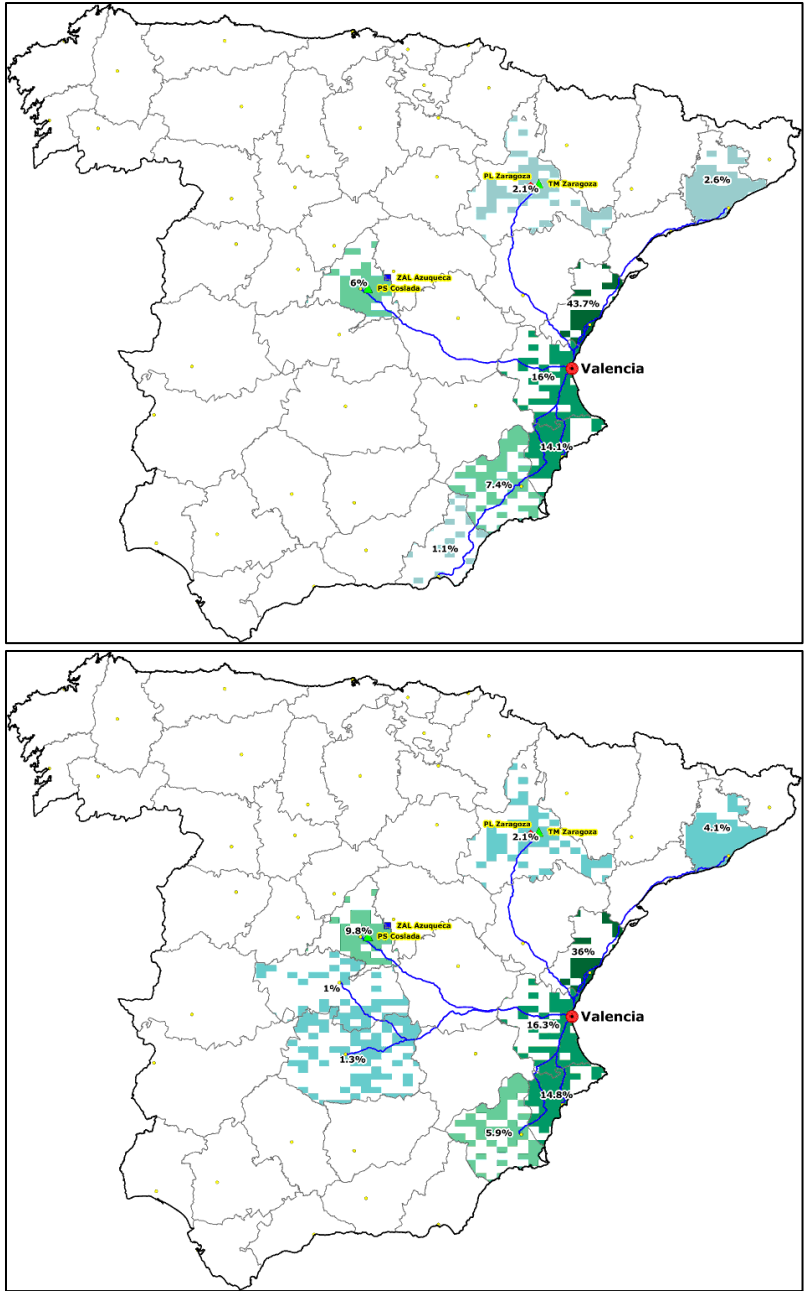 PL Zaragoza
TM Zaragoza
2.1%
2.6%
ZAL Azuqueca
6%
PS Coslada
43.7%
Valencia
16%
14.1%
7.4%
1.1%
PL Zaragoza
TM Zaragoza
2.1%
4.1%
ZAL Azuqueca
9.8%
PS Coslada
36%
1%
Valencia
16.3%
1.3%
14.8%
5.9%